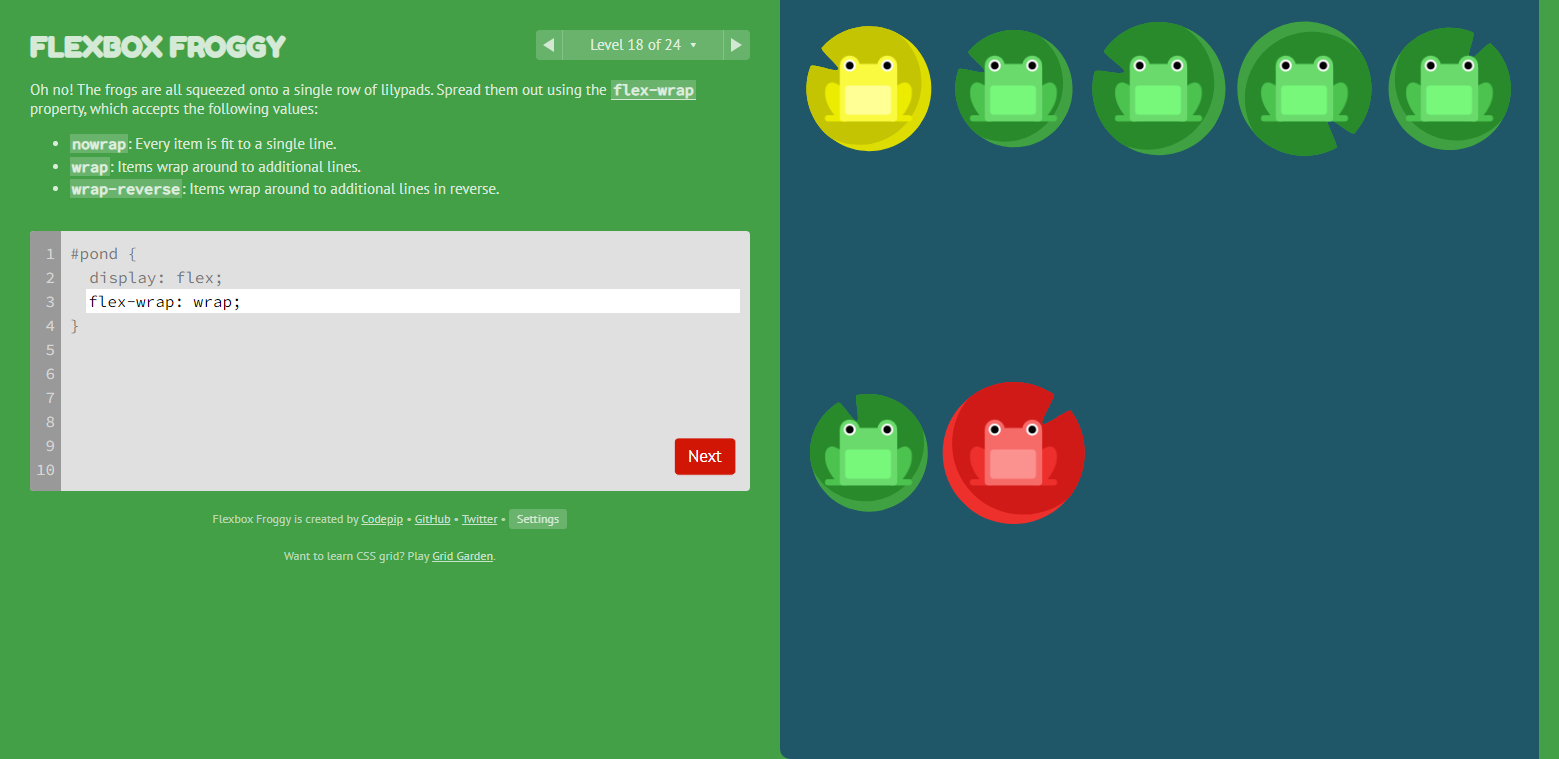 FLEXBOX FROGGY
Level 18 of 24 ▾
Oh no! The frogs are all squeezed onto a single row of lilypads. Spread them out using the flex-wrap
property, which accepts the following values:
• nowrap: Every item is fit to a single line.
• wrap: Items wrap around to additional lines.
• wrap-reverse: Items wrap around to additional lines in reverse.
1 #pond {
2 display: flex;
3 flex-wrap: wrap;
4 }
5
6
7
8
9
10
Next
Flexbox Froggy is created by Codepip • GitHub • Twitter • Settings
Want to learn CSS grid? Play Grid Garden.